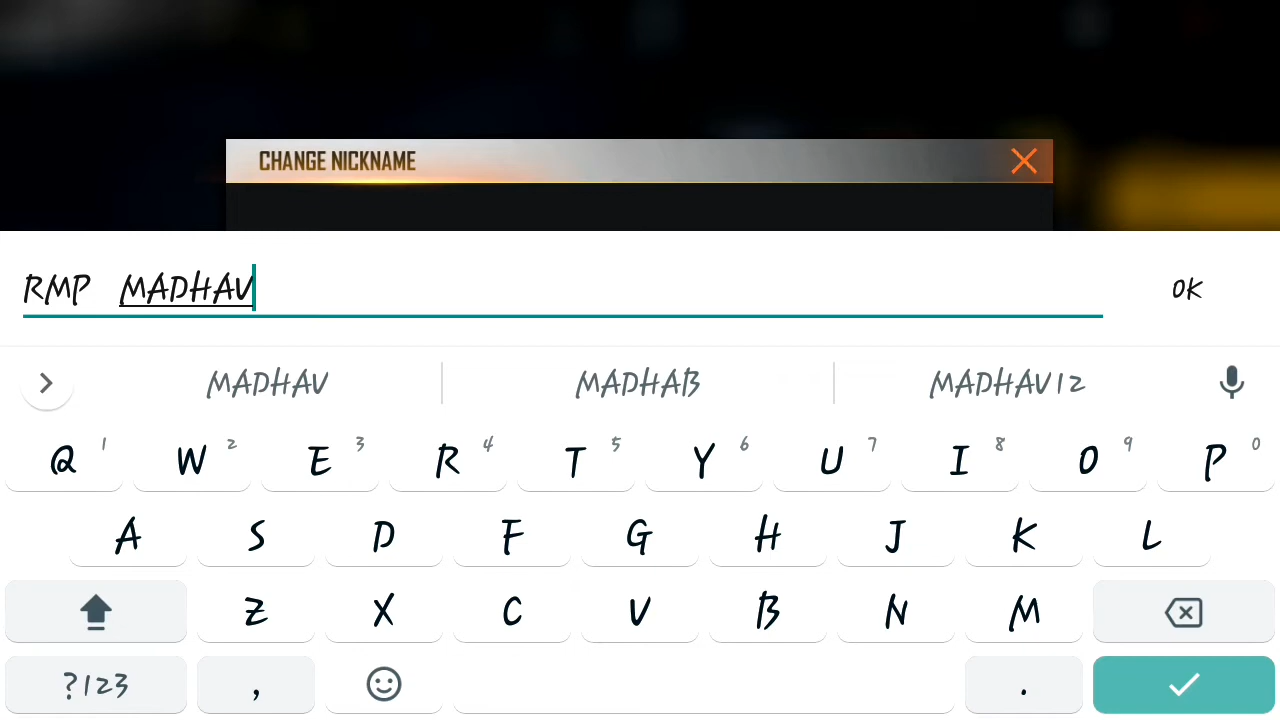 CHANGE NICKNAME
RMP MADHAV
OK
MADHAV MADHAB MADHAV12
Q 1 W 2 E 3 R 4 T 5 Y 6 U 7 I 8 O 9 P 0
A S D F G H J K L
Z X C V B N M
?123 , .